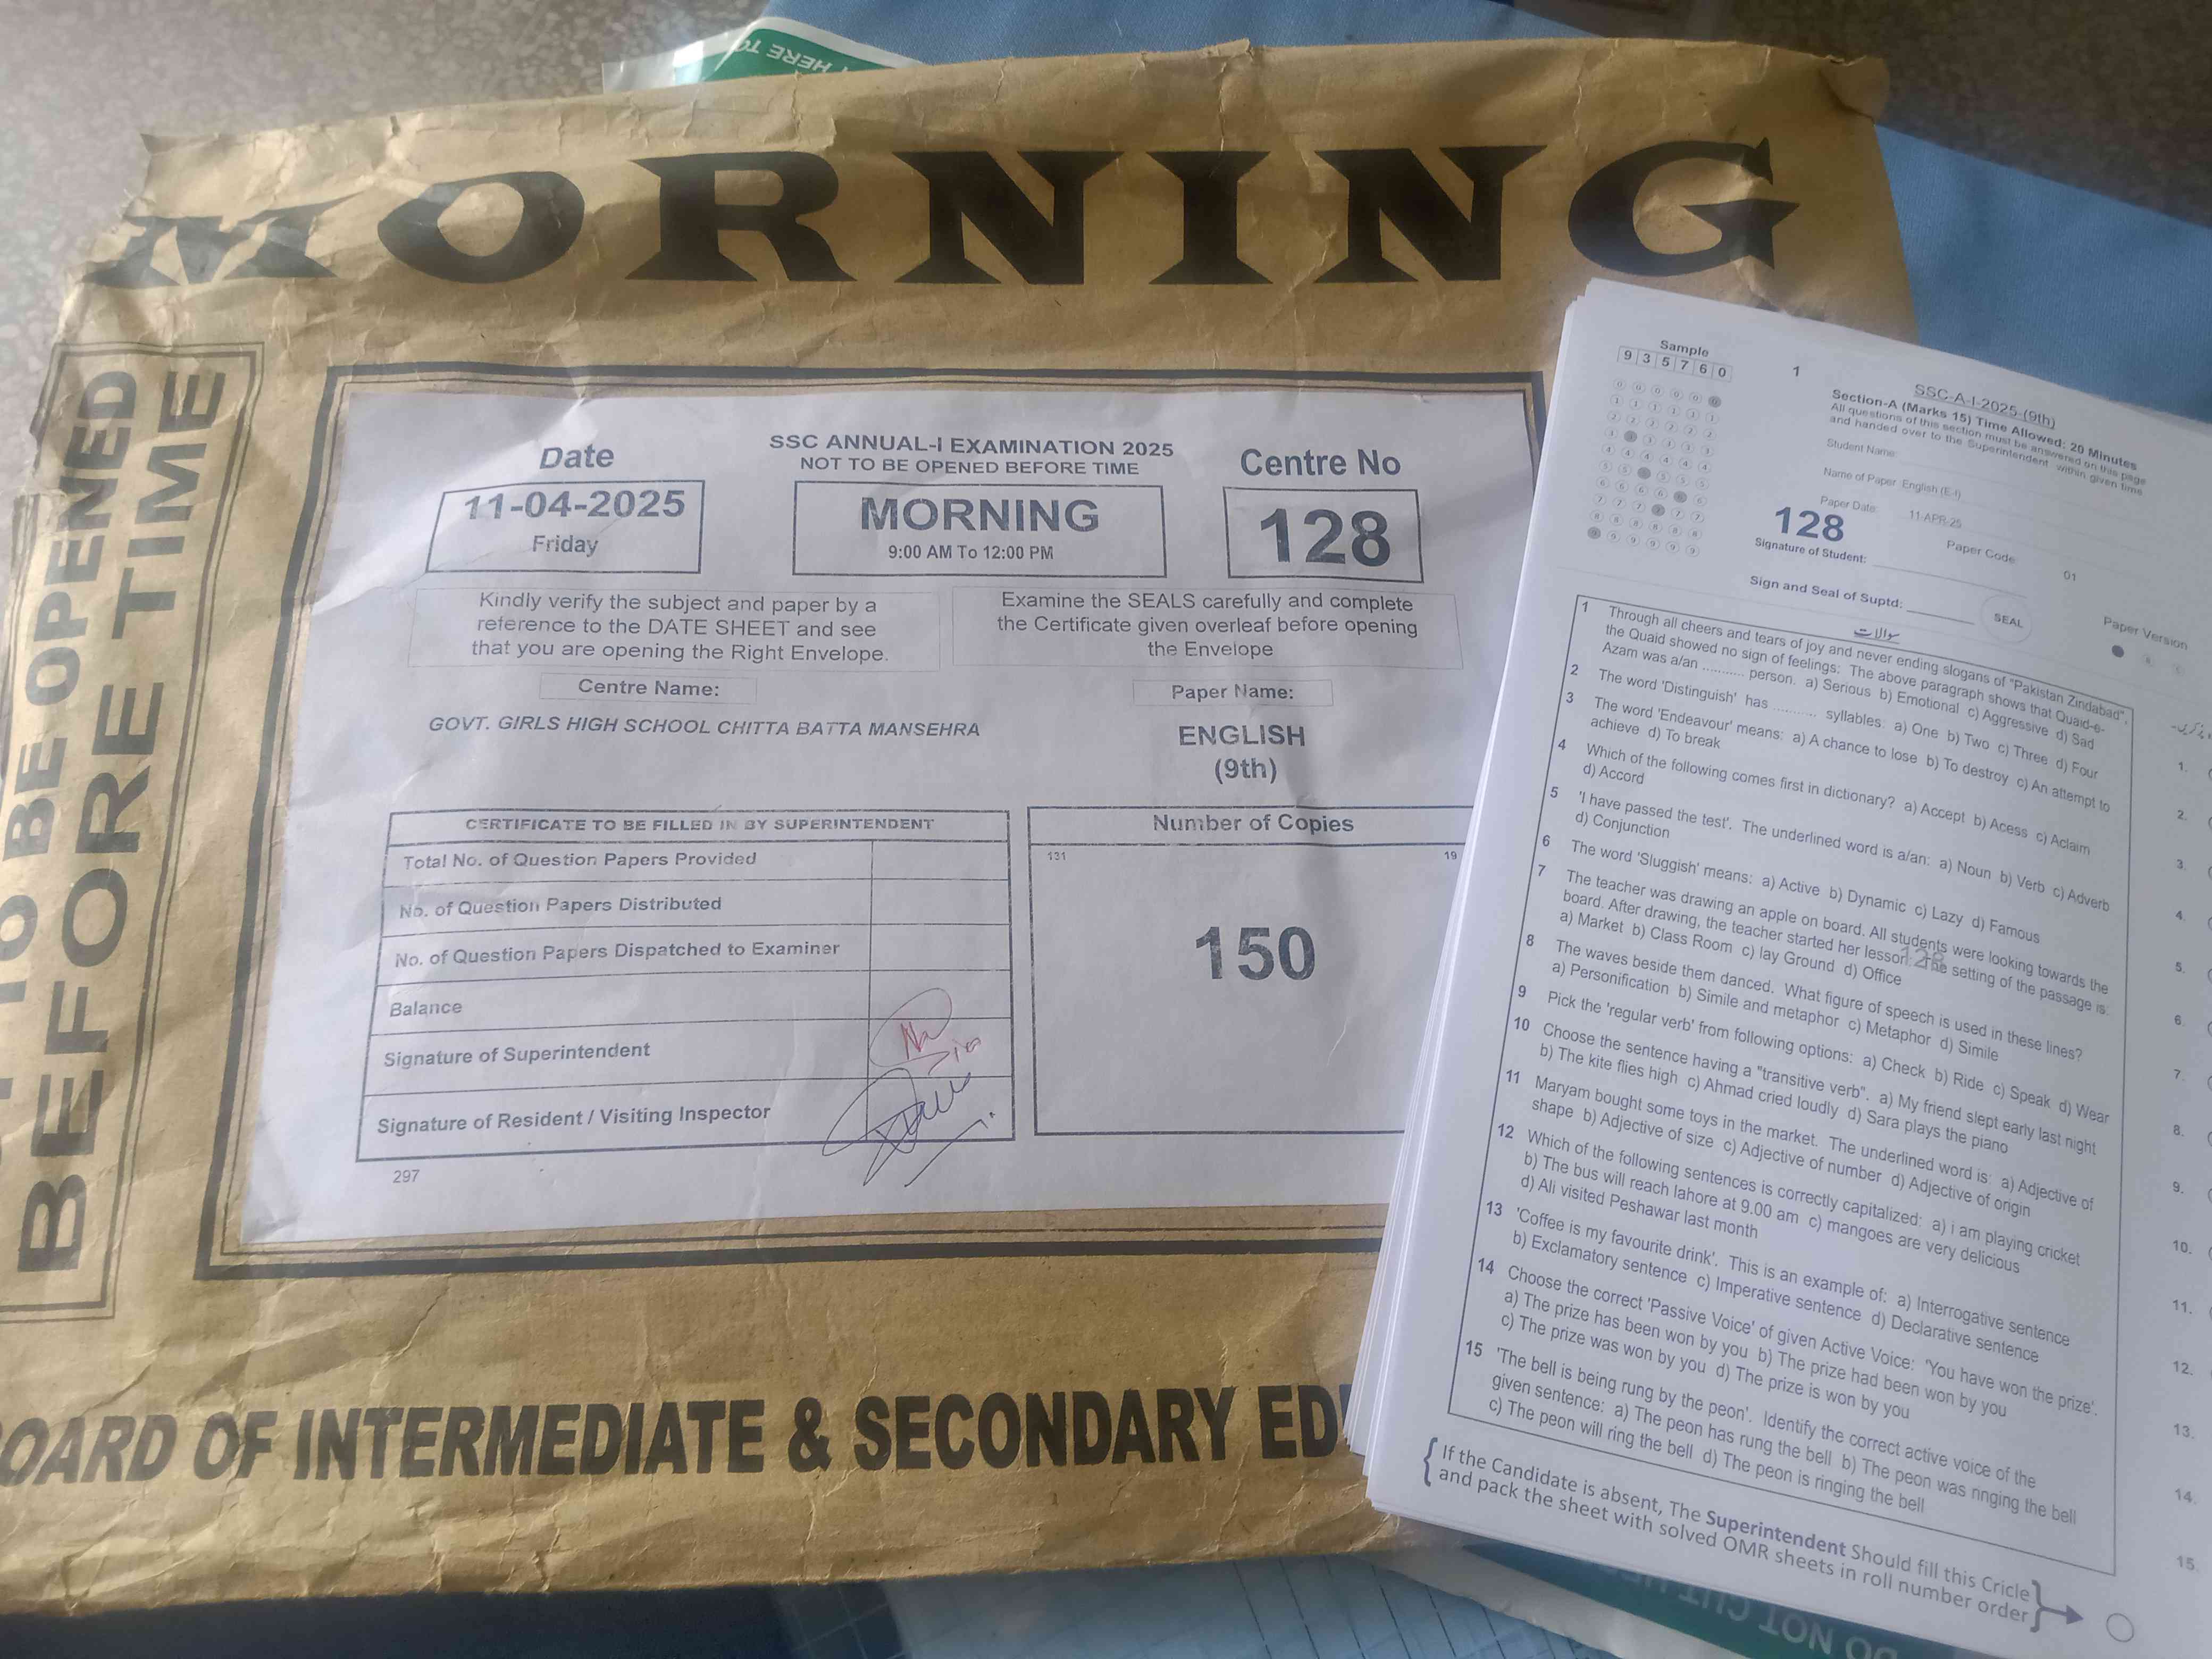 T HERE TO
MORNING
TO BE OPENED
BEFORE TIME
Date
11-04-2025
Friday
SSC ANNUAL-I EXAMINATION 2025
NOT TO BE OPENED BEFORE TIME
MORNING
9:00 AM To 12:00 PM
Centre No
128
Kindly verify the subject and paper by a
reference to the DATE SHEET and see
that you are opening the Right Envelope.
Examine the SEALS carefully and complete
the Certificate given overleaf before opening
the Envelope
Centre Name:
GOVT. GIRLS HIGH SCHOOL CHITTA BATTA MANSEHRA
Paper Name:
ENGLISH
(9th)
CERTIFICATE TO BE FILLED IN BY SUPERINTENDENT
Total No. of Question Papers Provided
No. of Question Papers Distributed
No. of Question Papers Dispatched to Examiner
Balance
Signature of Superintendent
Signature of Resident / Visiting Inspector
297
Number of Copies
131
19
150
OARD OF INTERMEDIATE & SECONDARY ED
Sample
9 3 5 7 6 0
1
SSC-A-I-2025-(9th)
Section-A (Marks 15) Time Allowed: 20 Minutes
All questions of this section must be answered on this page
and handed over to the Superintendent within given time
Student Name:
Name of Paper English (E-I)
Paper Date: 11-APR-25
128
Paper Code 01
Signature of Student:
Sign and Seal of Suptd:
SEAL
Paper Version
سوالات
1 Through all cheers and tears of joy and never ending slogans of "Pakistan Zindabad",
the Quaid showed no sign of feelings: The above paragraph shows that Quaid-e-
Azam was a/an .......... person. a) Serious b) Emotional c) Aggressive d) Sad
2 The word 'Distinguish' has .......... syllables: a) One b) Two c) Three d) Four
3 The word 'Endeavour' means: a) A chance to lose b) To destroy c) An attempt to
achieve d) To break
4 Which of the following comes first in dictionary? a) Accept b) Acess c) Aclaim
d) Accord
5 'I have passed the test'. The underlined word is a/an: a) Noun b) Verb c) Adverb
d) Conjunction
6 The word 'Sluggish' means: a) Active b) Dynamic c) Lazy d) Famous
7 The teacher was drawing an apple on board. All students were looking towards the
board. After drawing, the teacher started her lesson. The setting of the passage is:
a) Market b) Class Room c) lay Ground d) Office
128
8 The waves beside them danced. What figure of speech is used in these lines?
a) Personification b) Simile and metaphor c) Metaphor d) Simile
9 Pick the 'regular verb' from following options: a) Check b) Ride c) Speak d) Wear
10 Choose the sentence having a "transitive verb". a) My friend slept early last night
b) The kite flies high c) Ahmad cried loudly d) Sara plays the piano
11 Maryam bought some toys in the market. The underlined word is: a) Adjective of
shape b) Adjective of size c) Adjective of number d) Adjective of origin
12 Which of the following sentences is correctly capitalized: a) i am playing cricket
b) The bus will reach lahore at 9.00 am c) mangoes are very delicious
d) Ali visited Peshawar last month
13 'Coffee is my favourite drink'. This is an example of: a) Interrogative sentence
b) Exclamatory sentence c) Imperative sentence d) Declarative sentence
14 Choose the correct 'Passive Voice' of given Active Voice: 'You have won the prize'.
a) The prize has been won by you b) The prize had been won by you
c) The prize was won by you d) The prize is won by you
15 'The bell is being rung by the peon'. Identify the correct active voice of the
given sentence: a) The peon has rung the bell b) The peon was ringing the bell
c) The peon will ring the bell d) The peon is ringing the bell
If the Candidate is absent, The Superintendent Should fill this Cricle
and pack the sheet with solved OMR sheets in roll number order
1.
2.
3.
4.
5.
6.
7.
8.
9.
10.
11.
12.
13.
14.
15.
DO NOT CUT HE